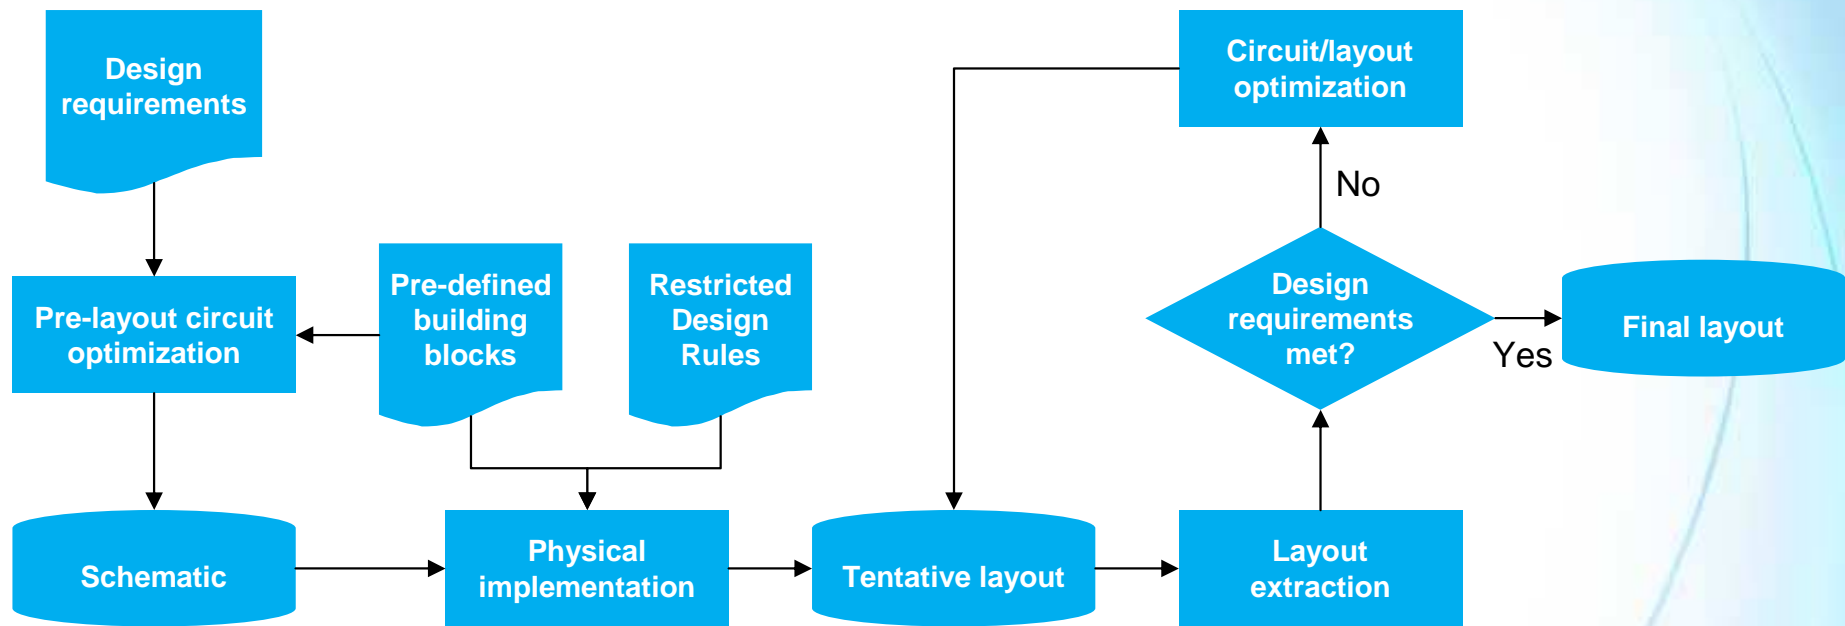 Design
requirements
Circuit/layout
optimization
No
Pre-defined
building
blocks
Restricted
Design
Rules
Design
requirements
met?
Pre-layout circuit
optimization
Final layout
Yes
Schematic
Physical
implementation
Tentative layout
Layout
extraction